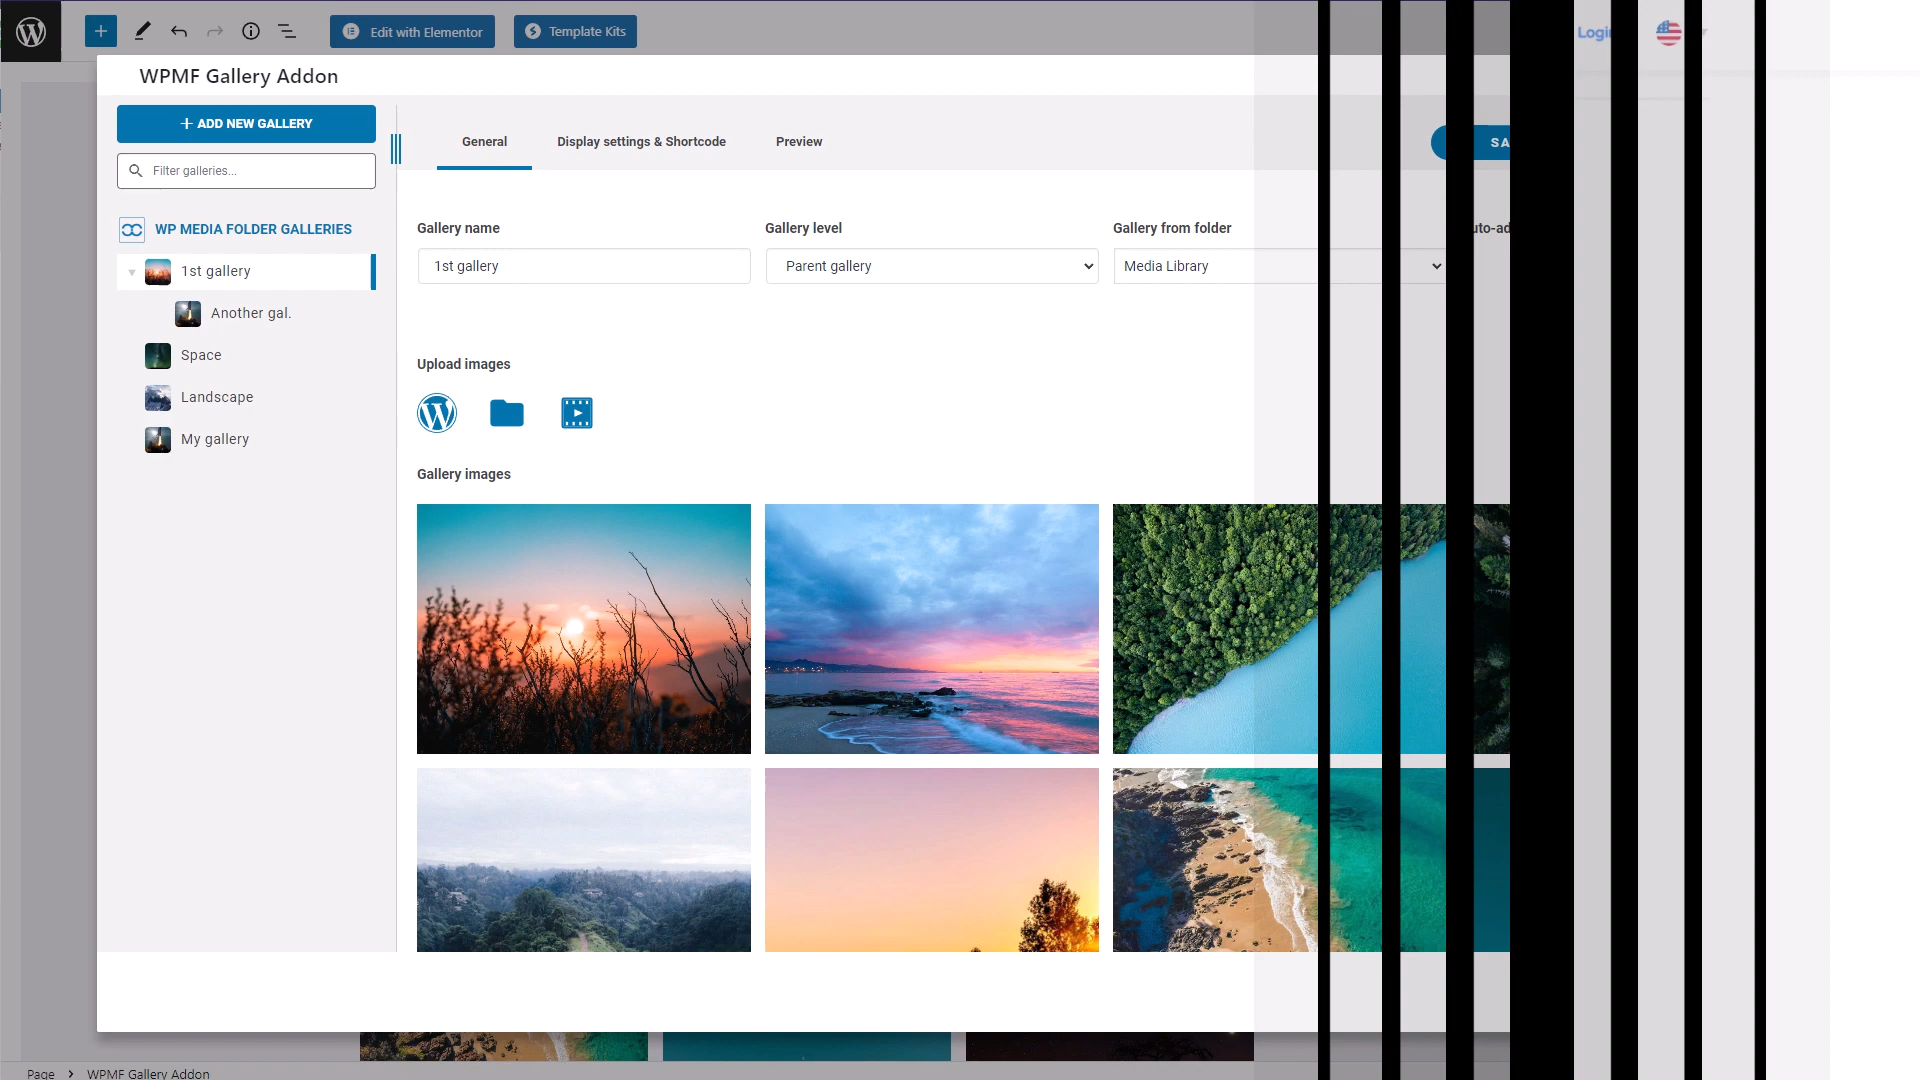 Edit with Elementor
Template Kits
WPMF Gallery Addon
ADD NEW GALLERY
Filter galleries...
WP MEDIA FOLDER GALLERIES
1st gallery
Another gal.
Space
Landscape
My gallery
General
Display settings & Shortcode
Preview
Gallery name
Gallery level
Gallery from folder
1st gallery
Parent gallery
Media Library
Upload images
Gallery images
Page
WPMF Gallery Addon